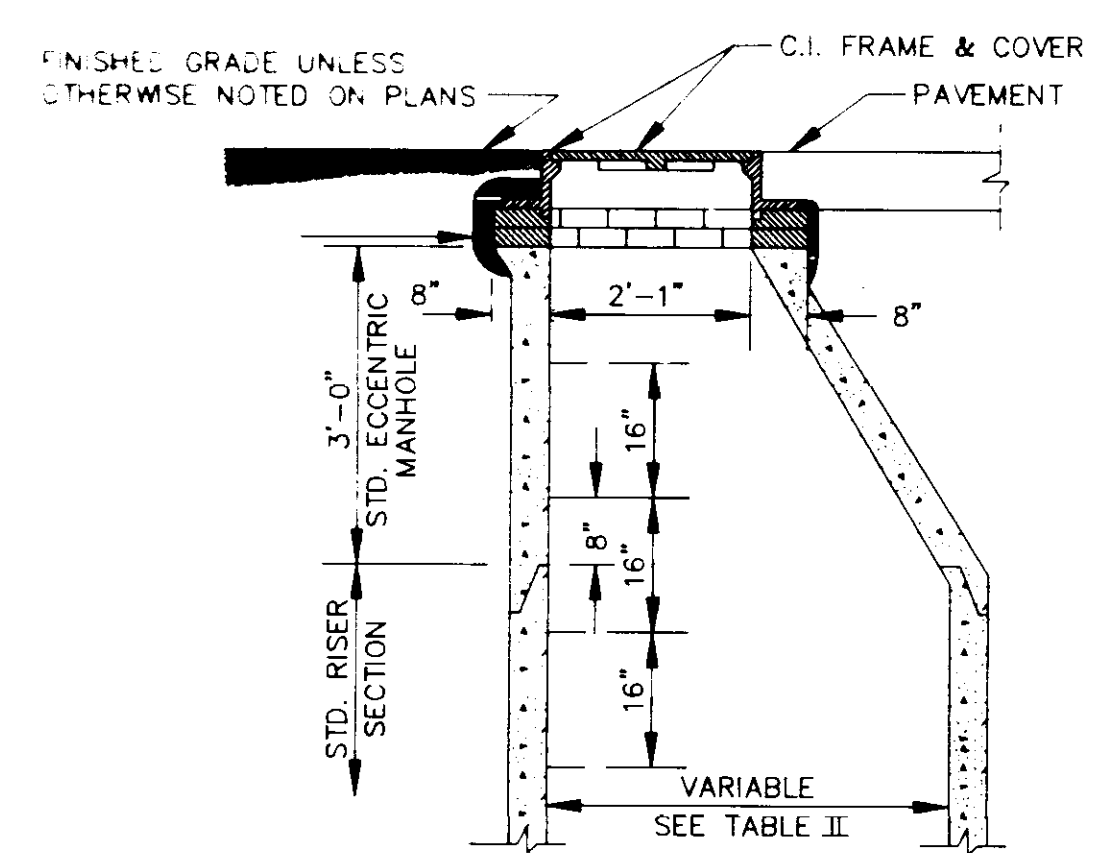 FINISHED GRADE UNLESS
OTHERWISE NOTED ON PLANS
C.I. FRAME & COVER
PAVEMENT
8"
2'-1"
8"
3'-0"
STD. ECCENTRIC
MANHOLE
16"
8"
16"
STD. RISER
SECTION
16"
VARIABLE
SEE TABLE II